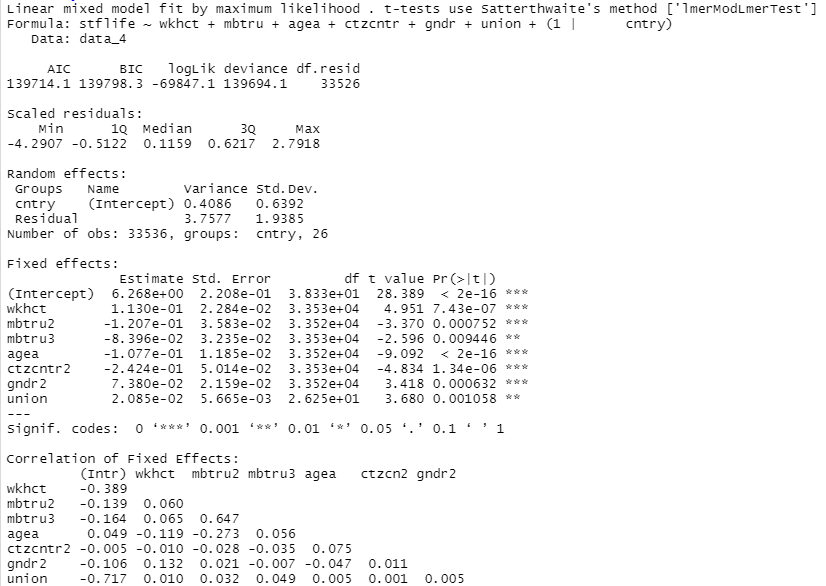 Linear mixed model fit by maximum likelihood . t-tests use Satterthwaite's method ['lmerModLmerTest']
Formula: stflife ~ wkhct + mbtru + agea + ctzcntr + gndr + union + (1 |      cntry)
   Data: data_4
     AIC      BIC   logLik deviance df.resid
139714.1 139798.3 -69847.1 139694.1    33526
Scaled residuals:
    Min      1Q  Median      3Q     Max
-4.2907 -0.5122  0.1159  0.6217  2.7918
Random effects:
 Groups   Name        Variance Std.Dev.
 cntry    (Intercept) 0.4086   0.6392
 Residual             3.7577   1.9385
Number of obs: 33536, groups:  cntry, 26
Fixed effects:
              Estimate Std. Error         df t value Pr(>|t|)
(Intercept)  6.268e+00  2.208e-01  3.833e+01  28.389  < 2e-16 ***
wkhct        1.130e-01  2.284e-02  3.353e+04   4.951 7.43e-07 ***
mbtru2      -1.207e-01  3.583e-02  3.352e+04  -3.370 0.000752 ***
mbtru3      -8.396e-02  3.235e-02  3.353e+04  -2.596 0.009446 **
agea        -1.077e-01  1.185e-02  3.352e+04  -9.092  < 2e-16 ***
ctzcntr2    -2.424e-01  5.014e-02  3.353e+04  -4.834 1.34e-06 ***
gndr2        7.380e-02  2.159e-02  3.352e+04   3.418 0.000632 ***
union        2.085e-02  5.665e-03  2.625e+01   3.680 0.001058 **
---
Signif. codes:  0 ‘***’ 0.001 ‘**’ 0.01 ‘*’ 0.05 ‘.’ 0.1 ‘ ’ 1
Correlation of Fixed Effects:
         (Intr) wkhct  mbtru2 mbtru3 agea   ctzcn2 gndr2
wkhct    -0.389
mbtru2   -0.139  0.060
mbtru3   -0.164  0.065  0.647
agea      0.049 -0.119 -0.273  0.056
ctzcntr2 -0.005 -0.010 -0.028 -0.035  0.075
gndr2    -0.106  0.132  0.021 -0.007 -0.047  0.011
union    -0.717  0.010  0.032  0.049  0.005  0.001  0.005